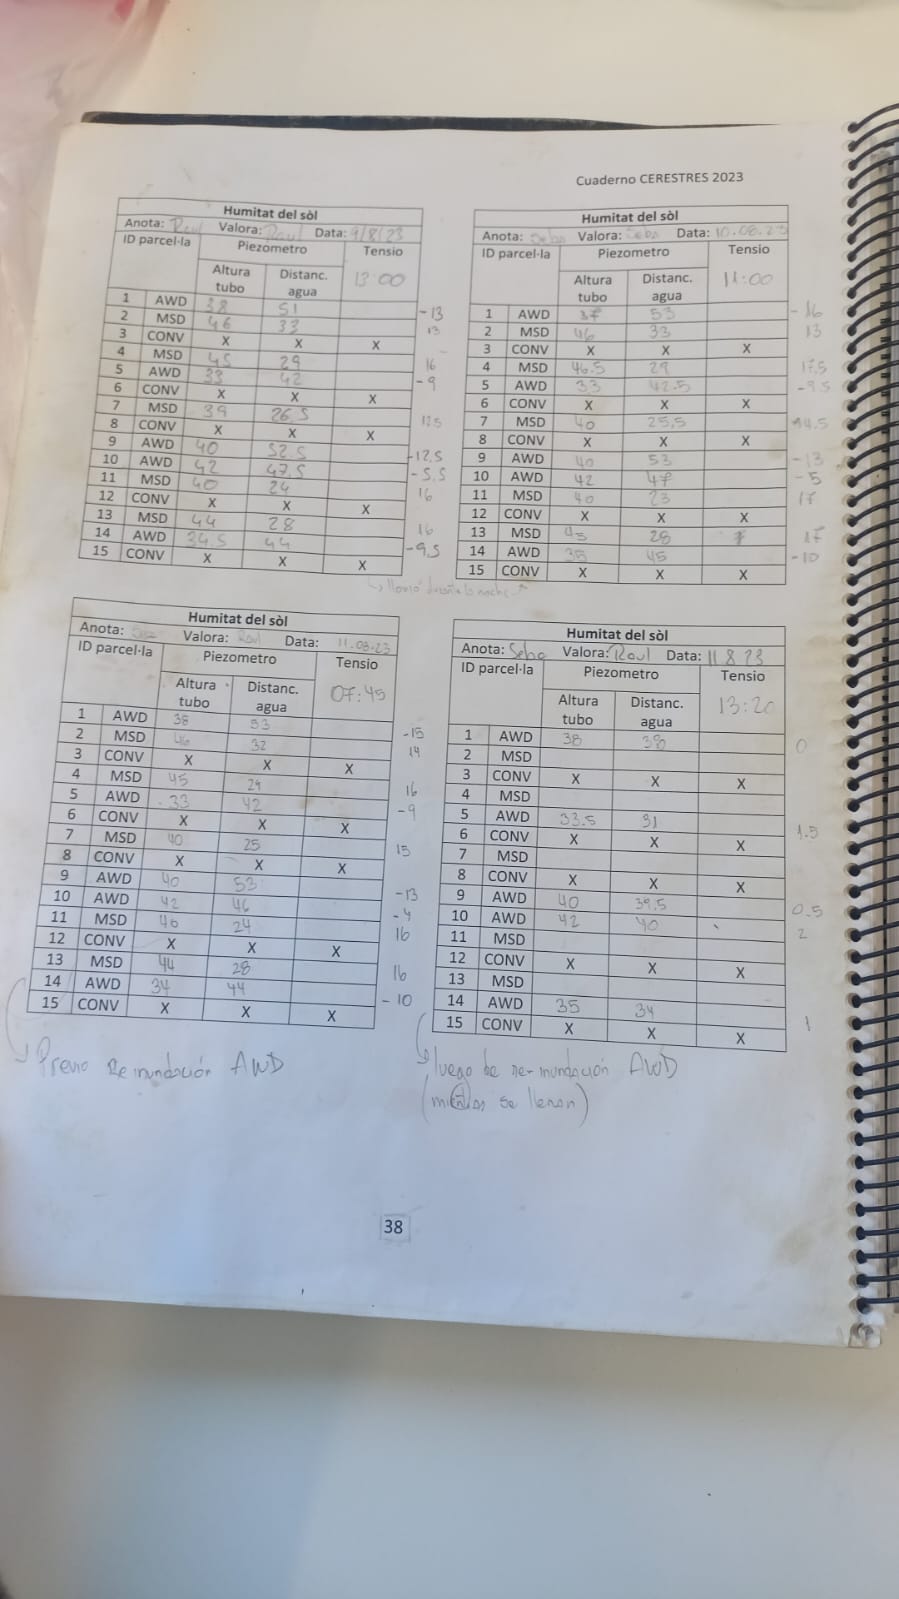 Cuaderno CERESTRES 2023
Humitat del sòl
Anota: Raul Valora: Raul Data: 9/8/23
ID parcel·la Piezometro Tensio
Altura tubo Distanc. agua 13:00
1 AWD 38 51 -13
2 MSD 46 33 13
3 CONV X X X
4 MSD 45 29 16
5 AWD 33 42 -9
6 CONV X X X
7 MSD 39 26.5 12.5
8 CONV X X X
9 AWD 40 52.5 -12.5
10 AWD 42 47.5 -5.5
11 MSD 40 24 16
12 CONV X X X
13 MSD 44 28 16
14 AWD 34.5 44 -9.5
15 CONV X X X
Humitat del sòl
Anota: Seba Valora: Seba Data: 10.08.23
ID parcel·la Piezometro Tensio
Altura tubo Distanc. agua 11:00
1 AWD 37 53 -16
2 MSD 46 33 13
3 CONV X X X
4 MSD 46.5 29 17.5
5 AWD 33 42.5 -9.5
6 CONV X X X
7 MSD 40 25,5 14.5
8 CONV X X X
9 AWD 40 53 -13
10 AWD 42 47 -5
11 MSD 40 23 17
12 CONV X X X
13 MSD 45 28 17
14 AWD 35 45 -10
15 CONV X X X
llovió durante la noche
Humitat del sòl
Anota: Valora: Raul Data: 11.08.23
ID parcel·la Piezometro Tensio
Altura tubo Distanc. agua 07:45
1 AWD 38 53 -15
2 MSD 46 32 14
3 CONV X X X
4 MSD 45 29 16
5 AWD 33 42 -9
6 CONV X X X
7 MSD 40 25 15
8 CONV X X X
9 AWD 40 53 -13
10 AWD 42 46 -4
11 MSD 40 24 16
12 CONV X X X
13 MSD 44 28 16
14 AWD 34 44 -10
15 CONV X X X
Previo Re inundación AWD
Humitat del sòl
Anota: Seba Valora: Raul Data: 11 8 23
ID parcel·la Piezometro Tensio
Altura tubo Distanc. agua 13:20
1 AWD 38 38 0
2 MSD
3 CONV X X X
4 MSD
5 AWD 33.5 31 1.5
6 CONV X X X
7 MSD
8 CONV X X X
9 AWD 40 39.5 0.5
10 AWD 42 40 2
11 MSD
12 CONV X X X
13 MSD
14 AWD 35 34 1
15 CONV X X X
luego de re inundación AWD
(mientras se llenan)
38